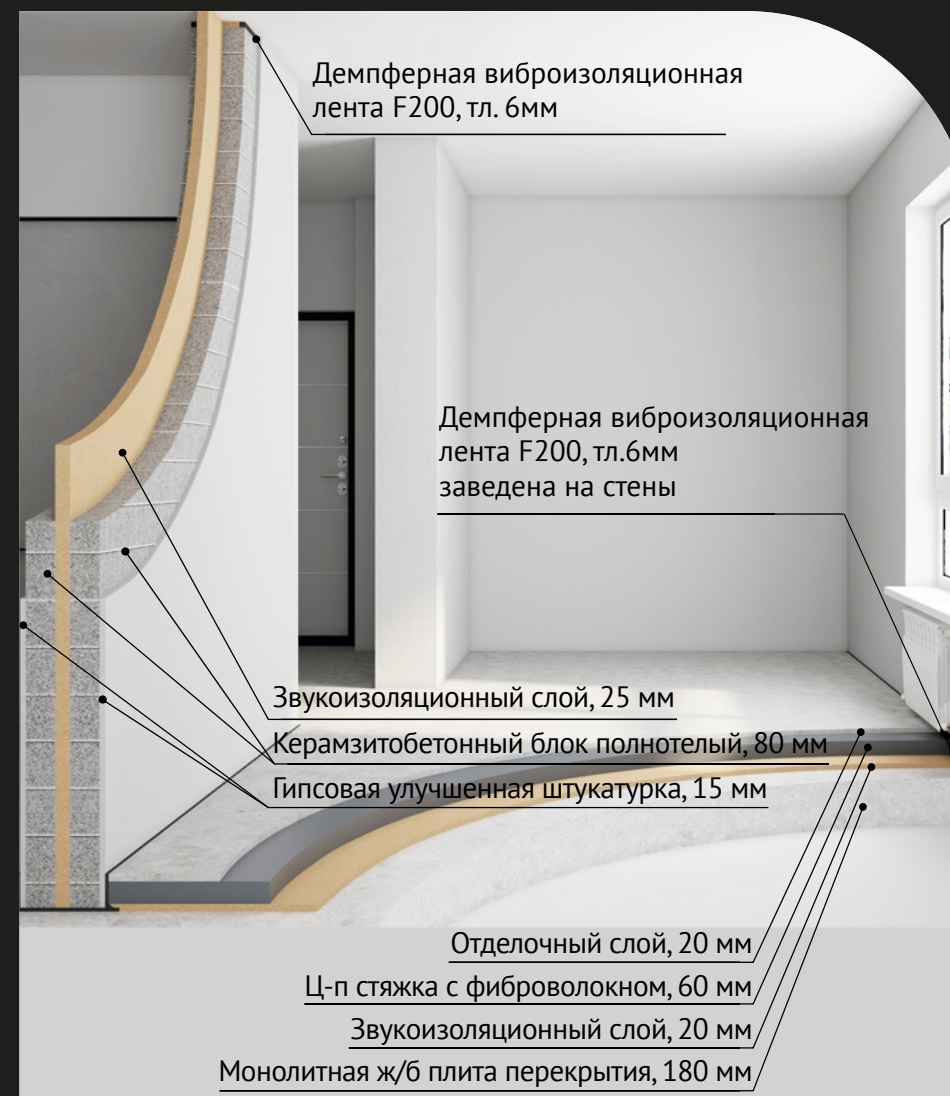 Демпферная виброизоляционная
лента F200, тл. 6мм
Демпферная виброизоляционная
лента F200, тл.6мм
заведена на стены
Звукоизоляционный слой, 25 мм
Керамзитобетонный блок полнотелый, 80 мм
Гипсовая улучшенная штукатурка, 15 мм
Отделочный слой, 20 мм
Ц-п стяжка с фиброволокном, 60 мм
Звукоизоляционный слой, 20 мм
Монолитная ж/б плита перекрытия, 180 мм